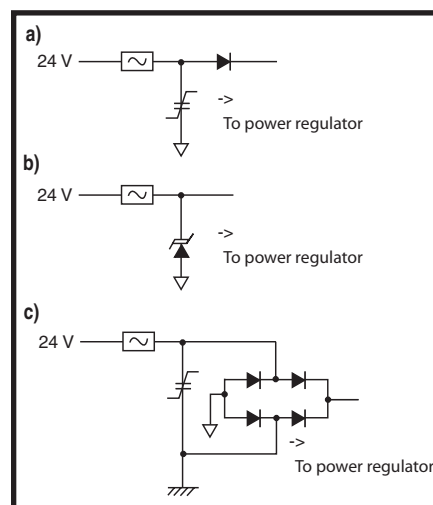 a)
24 V
->
To power regulator
b)
24 V
->
To power regulator
c)
24 V
->
To power regulator